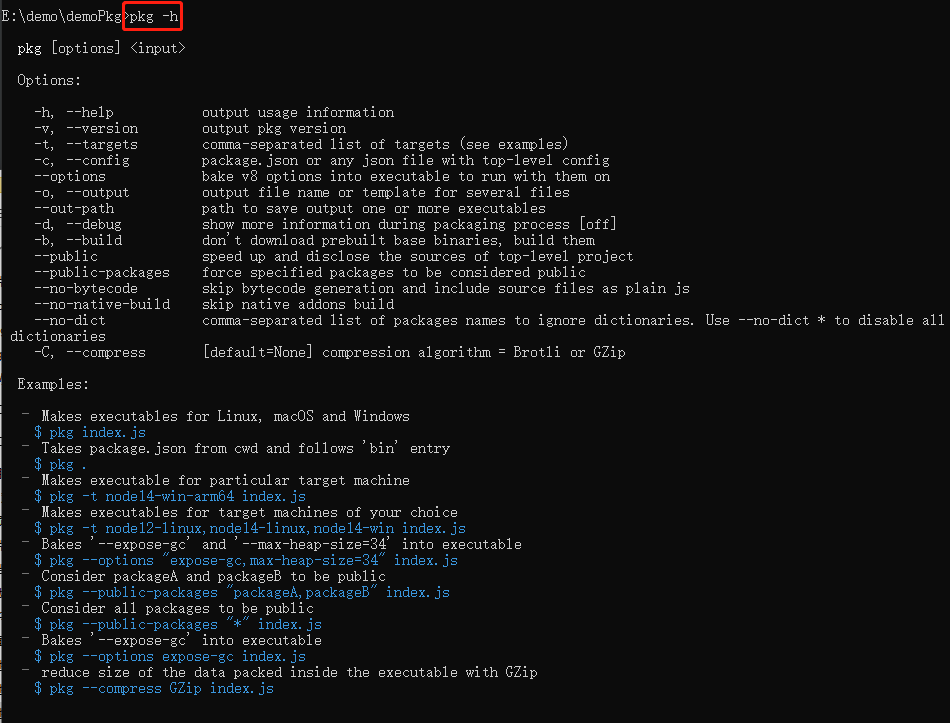 E:\demo\demoPkg>pkg -h
pkg [options] <input>
Options:
-h, --help output usage information
-v, --version output pkg version
-t, --targets comma-separated list of targets (see examples)
-c, --config package.json or any json file with top-level config
--options bake v8 options into executable to run with them on
-o, --output output file name or template for several files
--out-path path to save output one or more executables
-d, --debug show more information during packaging process [off]
-b, --build don't download prebuilt base binaries, build them
--public speed up and disclose the sources of top-level project
--public-packages force specified packages to be considered public
--no-bytecode skip bytecode generation and include source files as plain js
--no-native-build skip native addons build
--no-dict comma-separated list of packages names to ignore dictionaries. Use --no-dict * to disable all
dictionaries
-C, --compress [default=None] compression algorithm = Brotli or GZip
Examples:
– Makes executables for Linux, macOS and Windows
$ pkg index.js
– Takes package.json from cwd and follows 'bin' entry
$ pkg .
– Makes executable for particular target machine
$ pkg -t node14-win-arm64 index.js
– Makes executables for target machines of your choice
$ pkg -t node12-linux,node14-linux,node14-win index.js
– Bakes '--expose-gc' and '--max-heap-size=34' into executable
$ pkg --options "expose-gc,max-heap-size=34" index.js
– Consider packageA and packageB to be public
$ pkg --public-packages "packageA,packageB" index.js
– Consider all packages to be public
$ pkg --public-packages "*" index.js
– Bakes '--expose-gc' into executable
$ pkg --options expose-gc index.js
– reduce size of the data packed inside the executable with GZip
$ pkg --compress GZip index.js